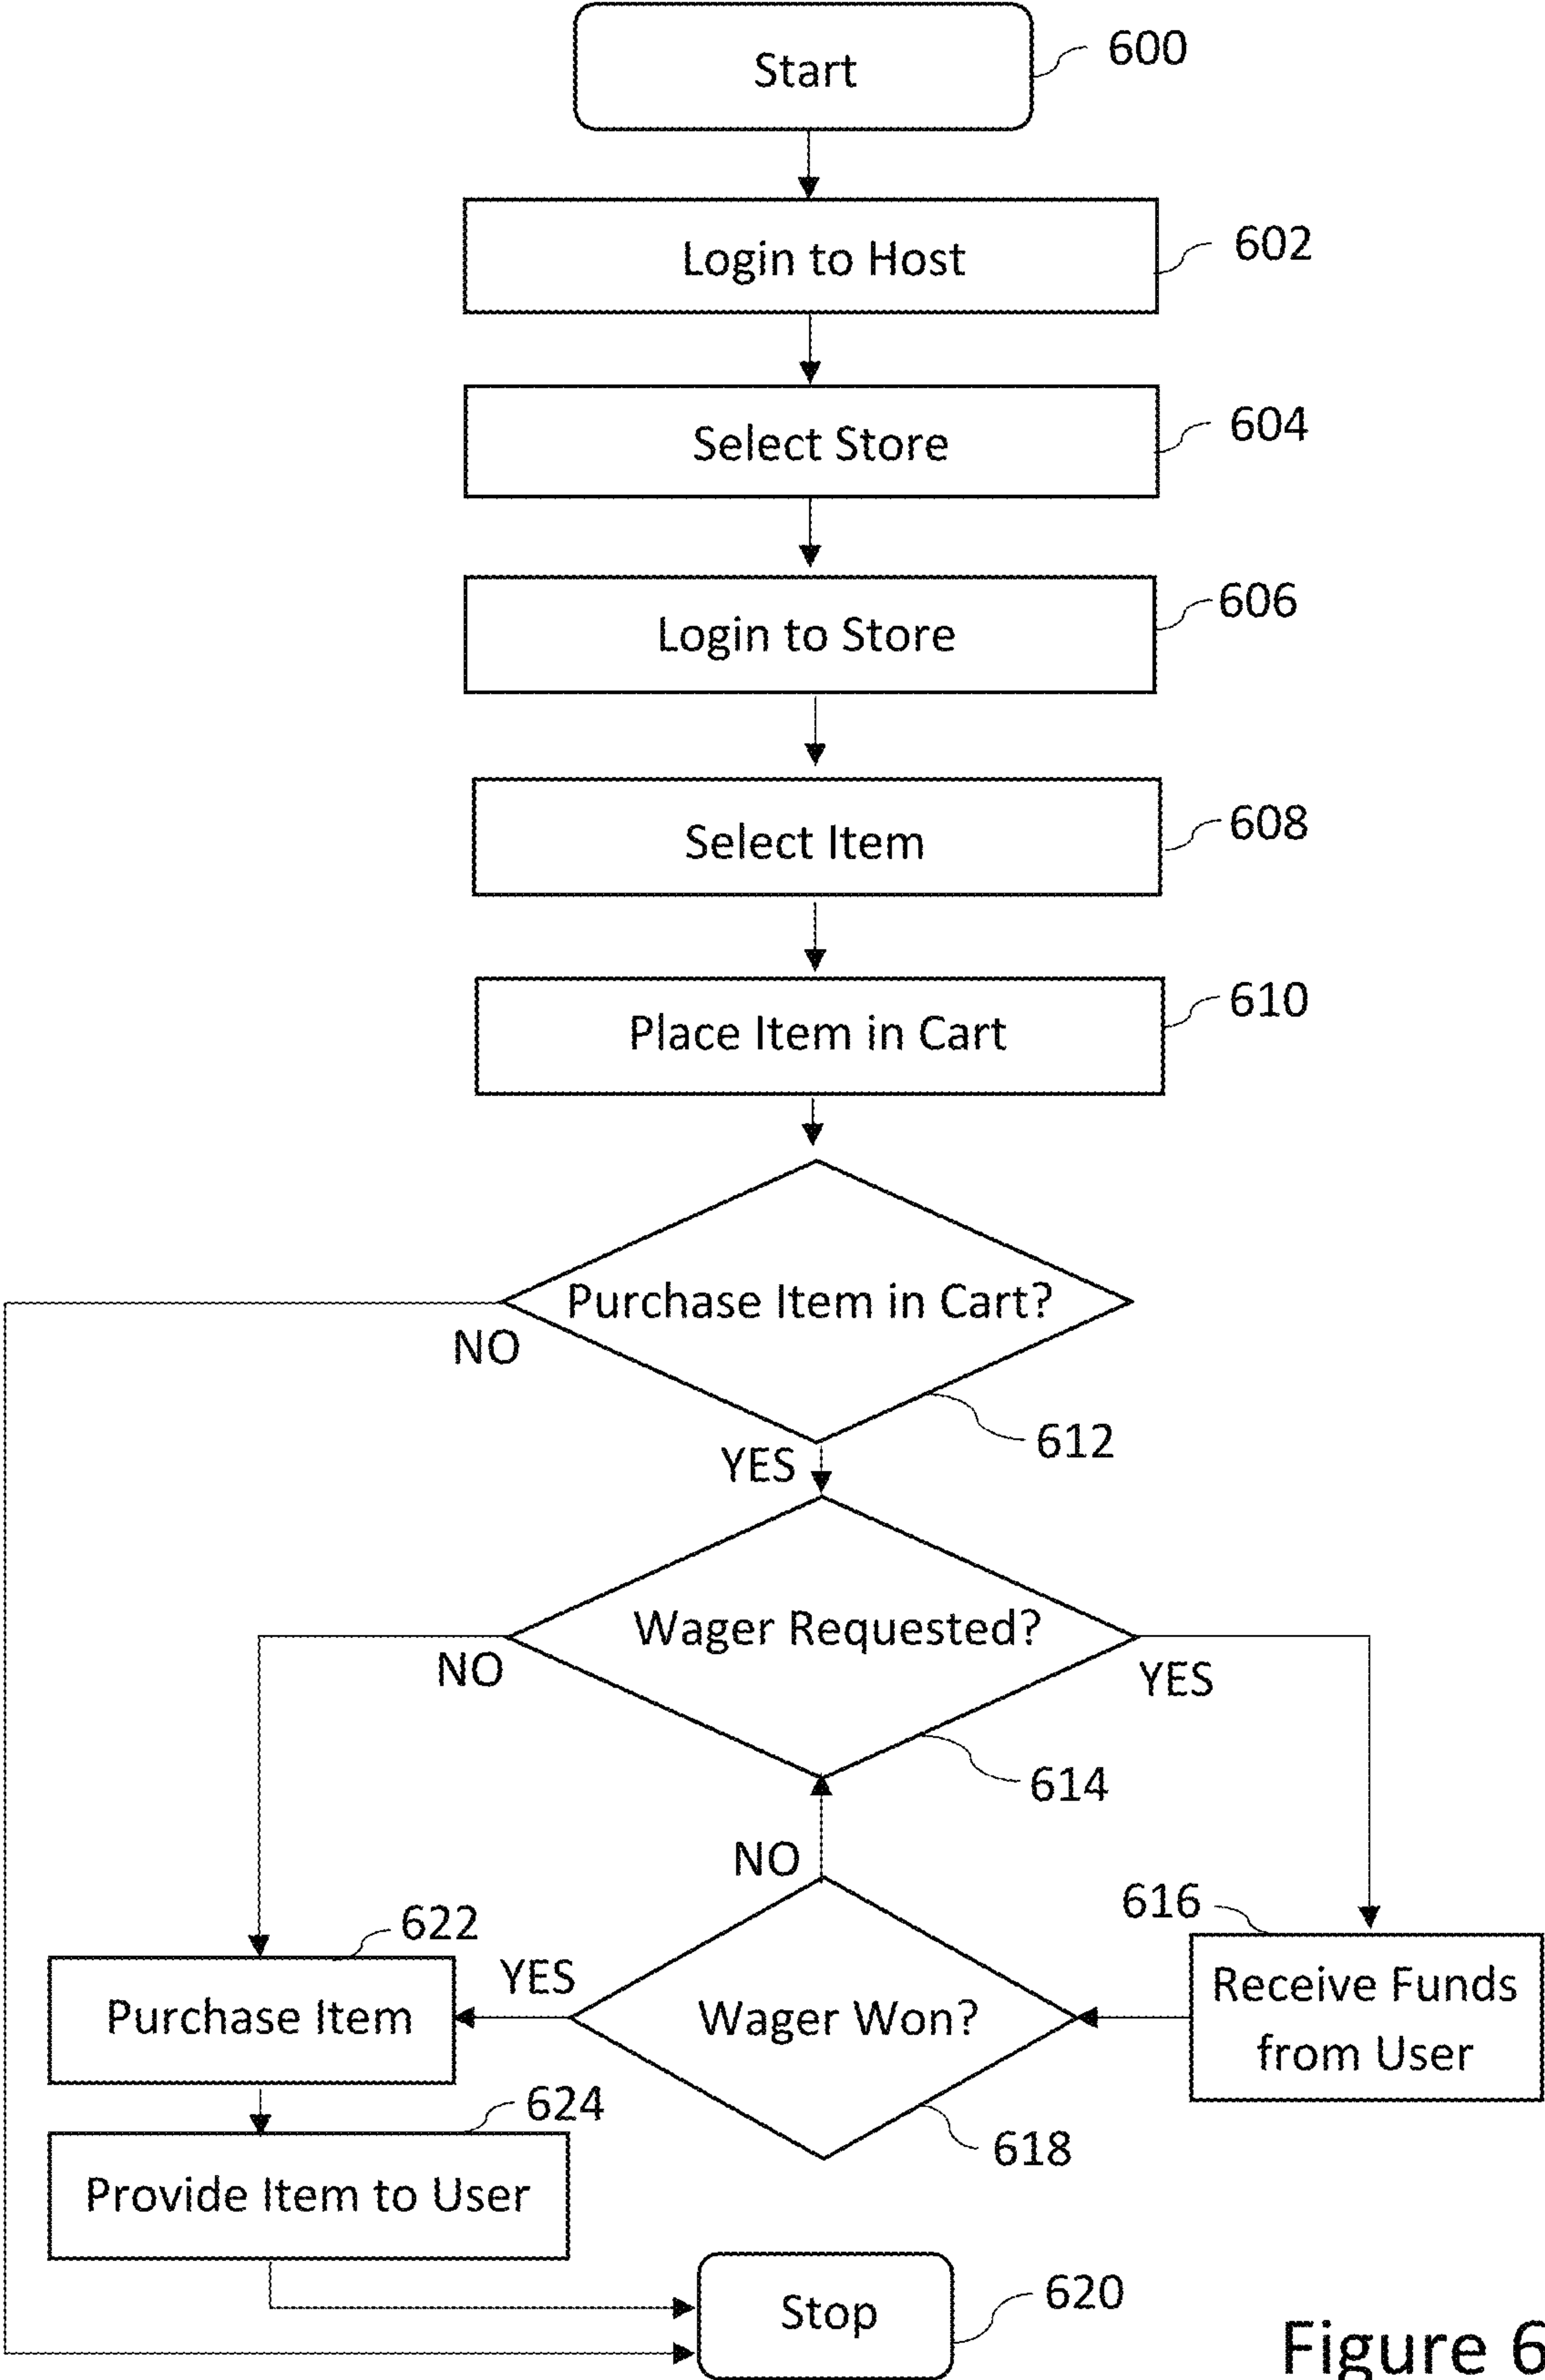 Start
600
Login to Host
602
Select Store
604
Login to Store
606
Select Item
608
Place Item in Cart
610
Purchase Item in Cart?
NO
612
YES
Wager Requested?
NO
YES
614
NO
616
622
YES
Receive Funds
from User
Purchase Item
Wager Won?
624
618
Provide Item to User
620
Stop
Figure 6